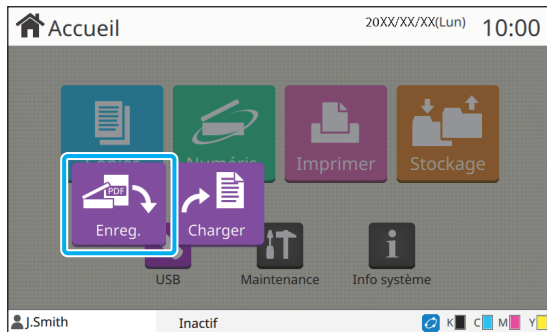 Accueil
20XX/XX/XX(Lun) 10:00
Imprimer
Stockage
PDF
Enreg.
Charger
USB
Maintenance
Info système
J.Smith
Inactif
K C M Y